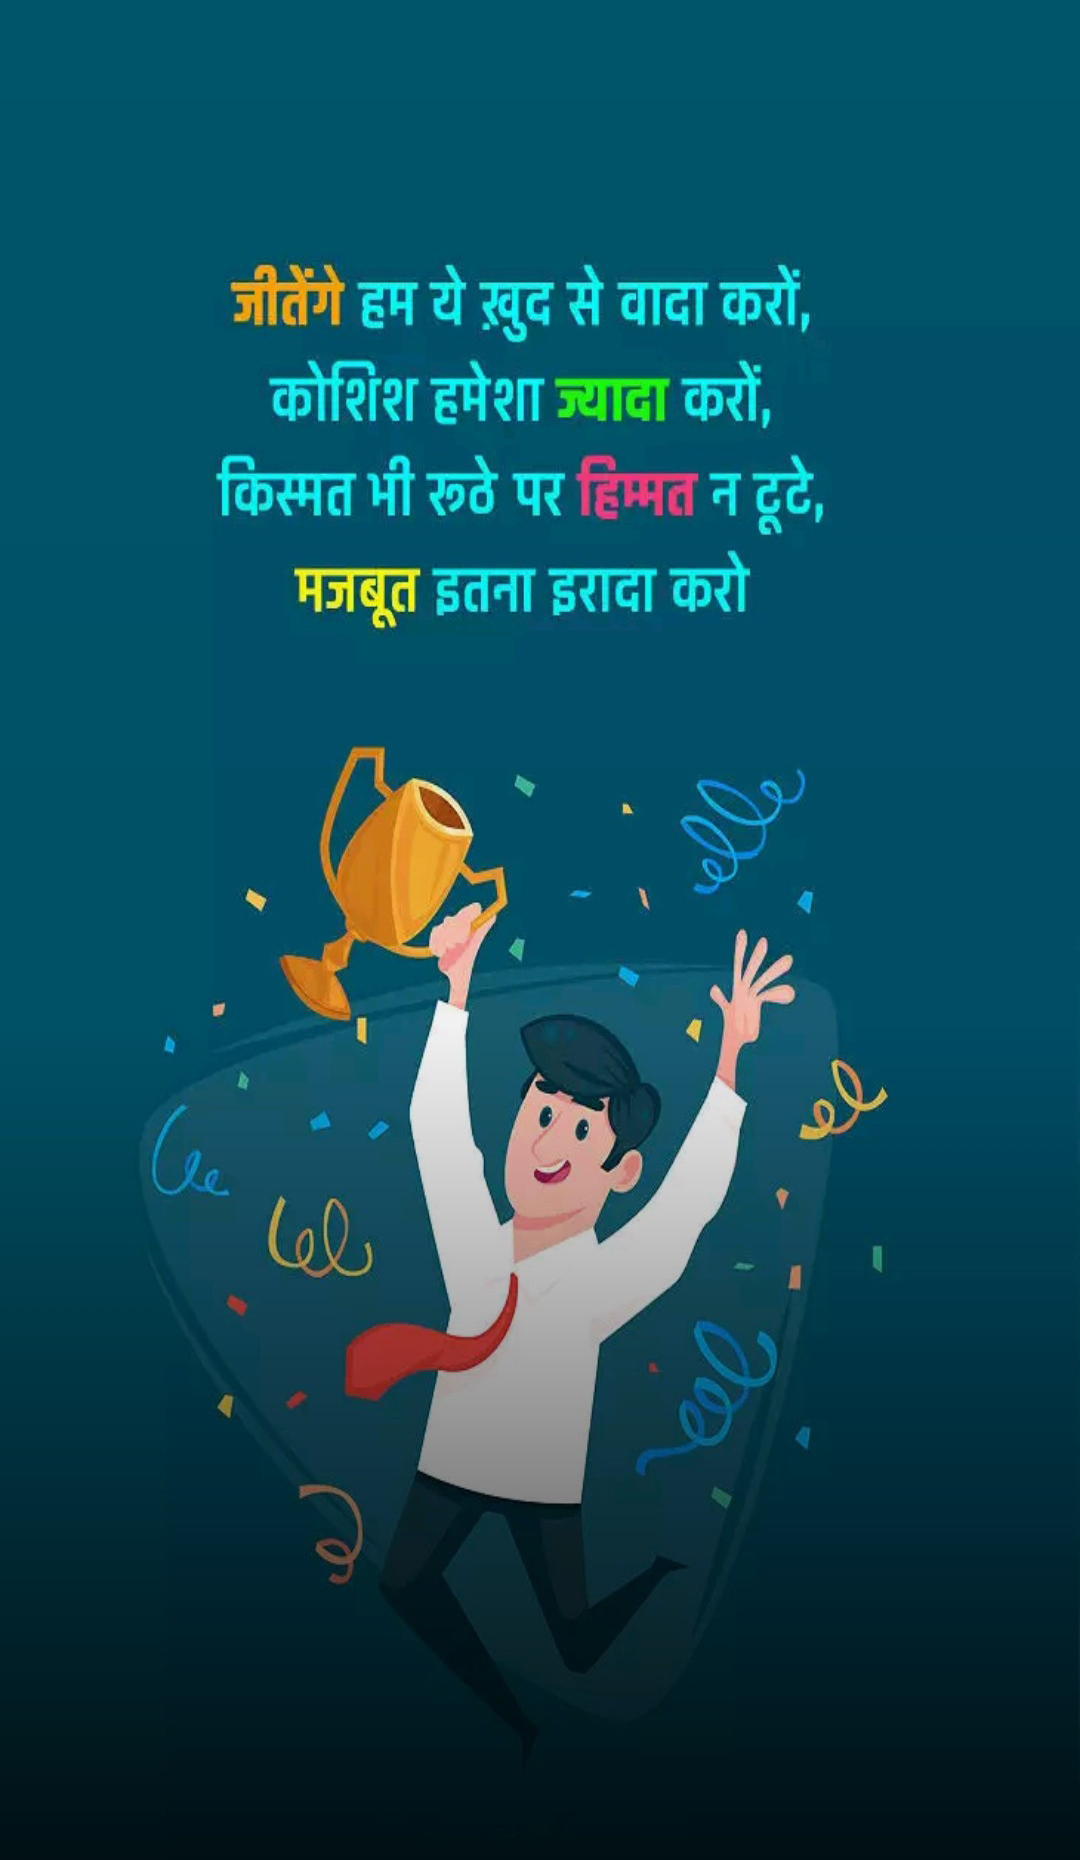 जीतेंगे हम ये ख़ुद से वादा करों,
कोशिश हमेशा ज्यादा करों,
किस्मत भी रूठे पर हिम्मत न टूटे,
मजबूत इतना इरादा करो